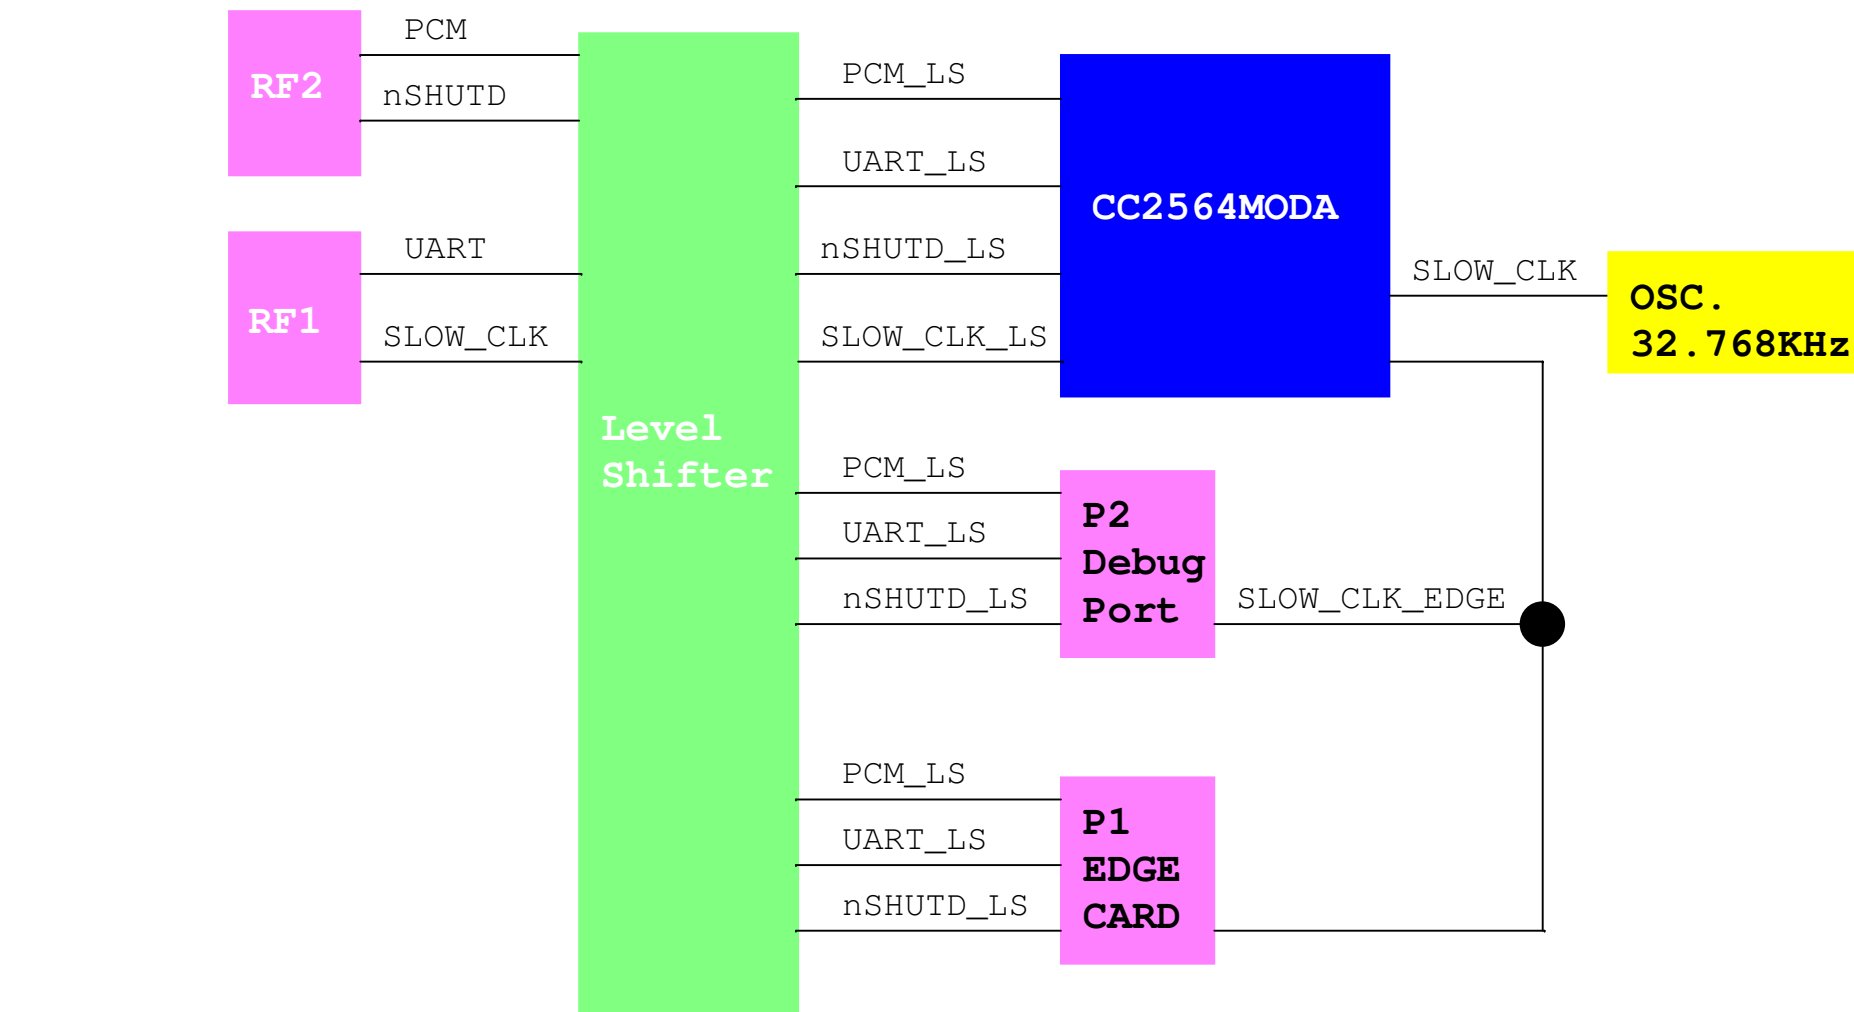 PCM
RF2
nSHUTD
UART
RF1
SLOW_CLK
Level
Shifter
PCM_LS
UART_LS
nSHUTD_LS
SLOW_CLK_LS
CC2564MODA
SLOW_CLK
OSC.
32.768KHz
PCM_LS
UART_LS
nSHUTD_LS
P2
Debug
Port
SLOW_CLK_EDGE
PCM_LS
UART_LS
nSHUTD_LS
P1
EDGE
CARD